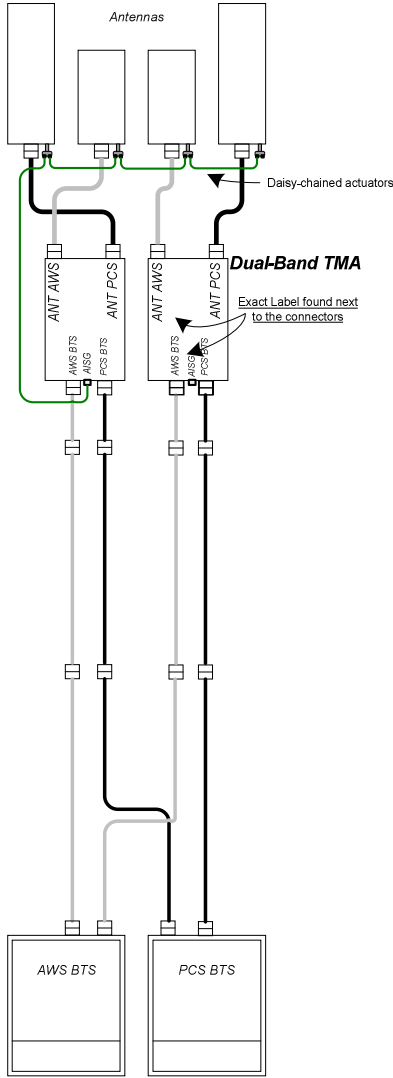 Antennas
Daisy-chained actuators
Dual-Band TMA
ANT AWS
ANT PCS
ANT AWS
ANT PCS
Exact Label found next
to the connectors
AWS BTS
AISG
PCS BTS
AWS BTS
AISG
PCS BTS
AWS BTS
PCS BTS